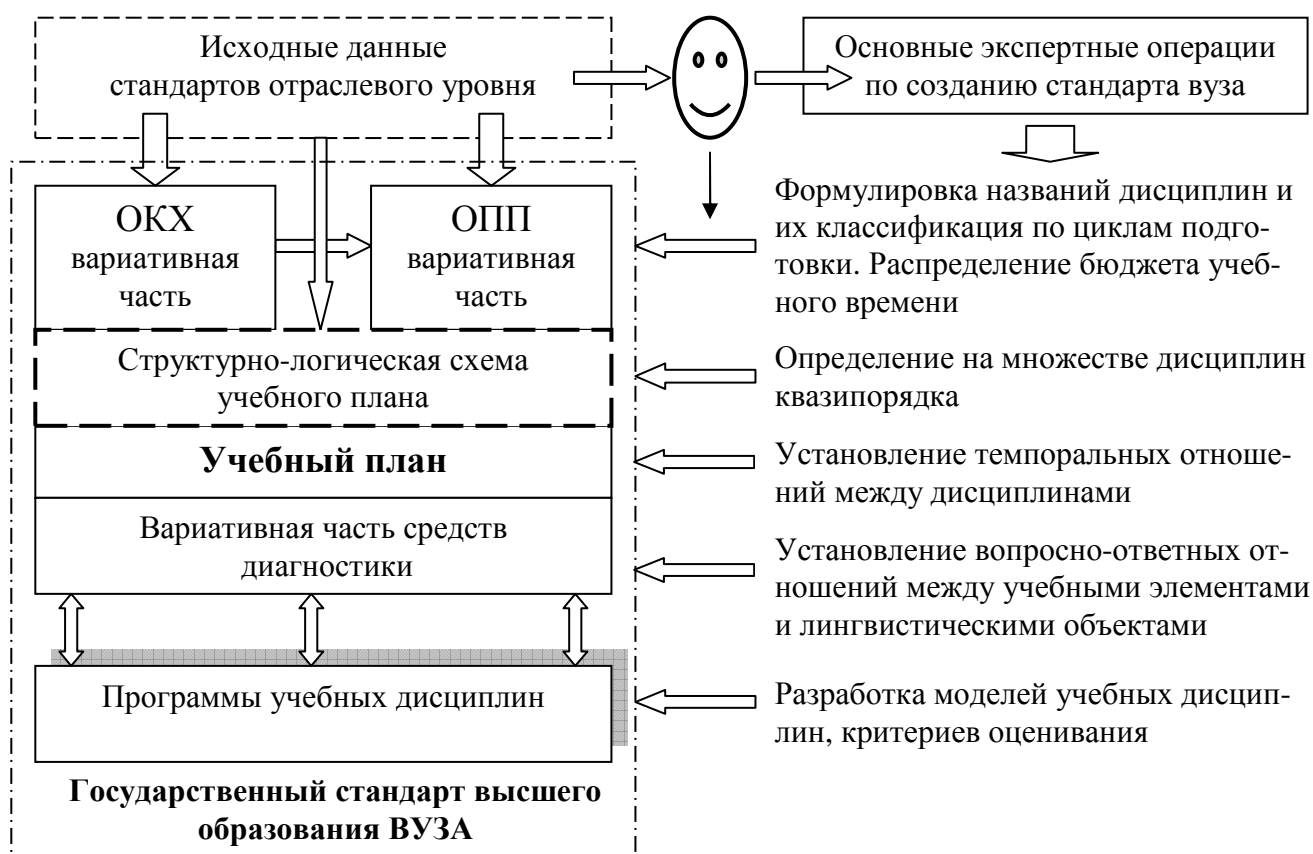 Исходные данные
стандартов отраслевого уровня
Основные экспертные операции
по созданию стандарта вуза
ОКХ
вариативная
часть
ОПП
вариативная
часть
Формулировка названий дисциплин и
их классификация по циклам подго-
товки. Распределение бюджета учеб-
ного времени
Структурно-логическая схема
учебного плана
Определение на множестве дисциплин
квазипорядка
Учебный план
Установление темпоральных отноше-
ний между дисциплинами
Вариативная часть средств
диагностики
Установление вопросно-ответных от-
ношений между учебными элементами
и лингвистическими объектами
Программы учебных дисциплин
Разработка моделей учебных дисцип-
лин, критериев оценивания
Государственный стандарт высшего
образования ВУЗА